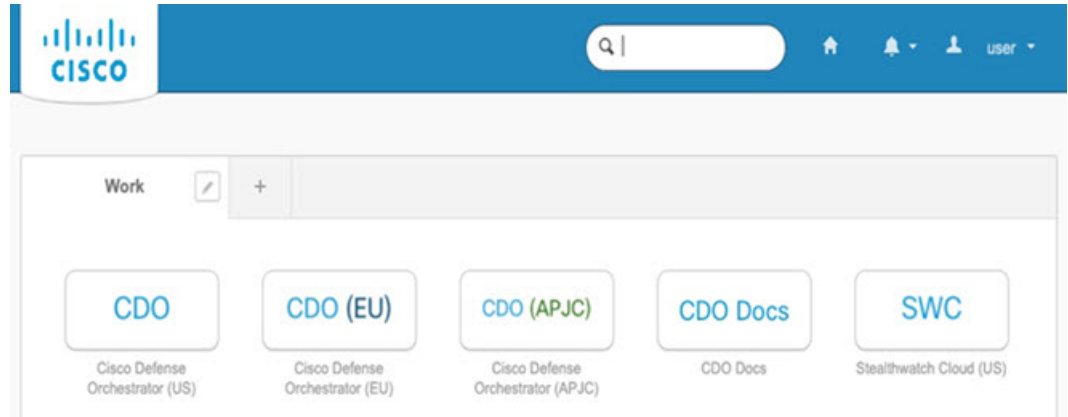 CISCO
user
Work
+
CDO
CDO (EU)
CDO (APJC)
CDO Docs
SWC
Cisco Defense
Orchestrator (US)
Cisco Defense
Orchestrator (EU)
Cisco Defense
Orchestrator (APJC)
CDO Docs
Stealthwatch Cloud (US)